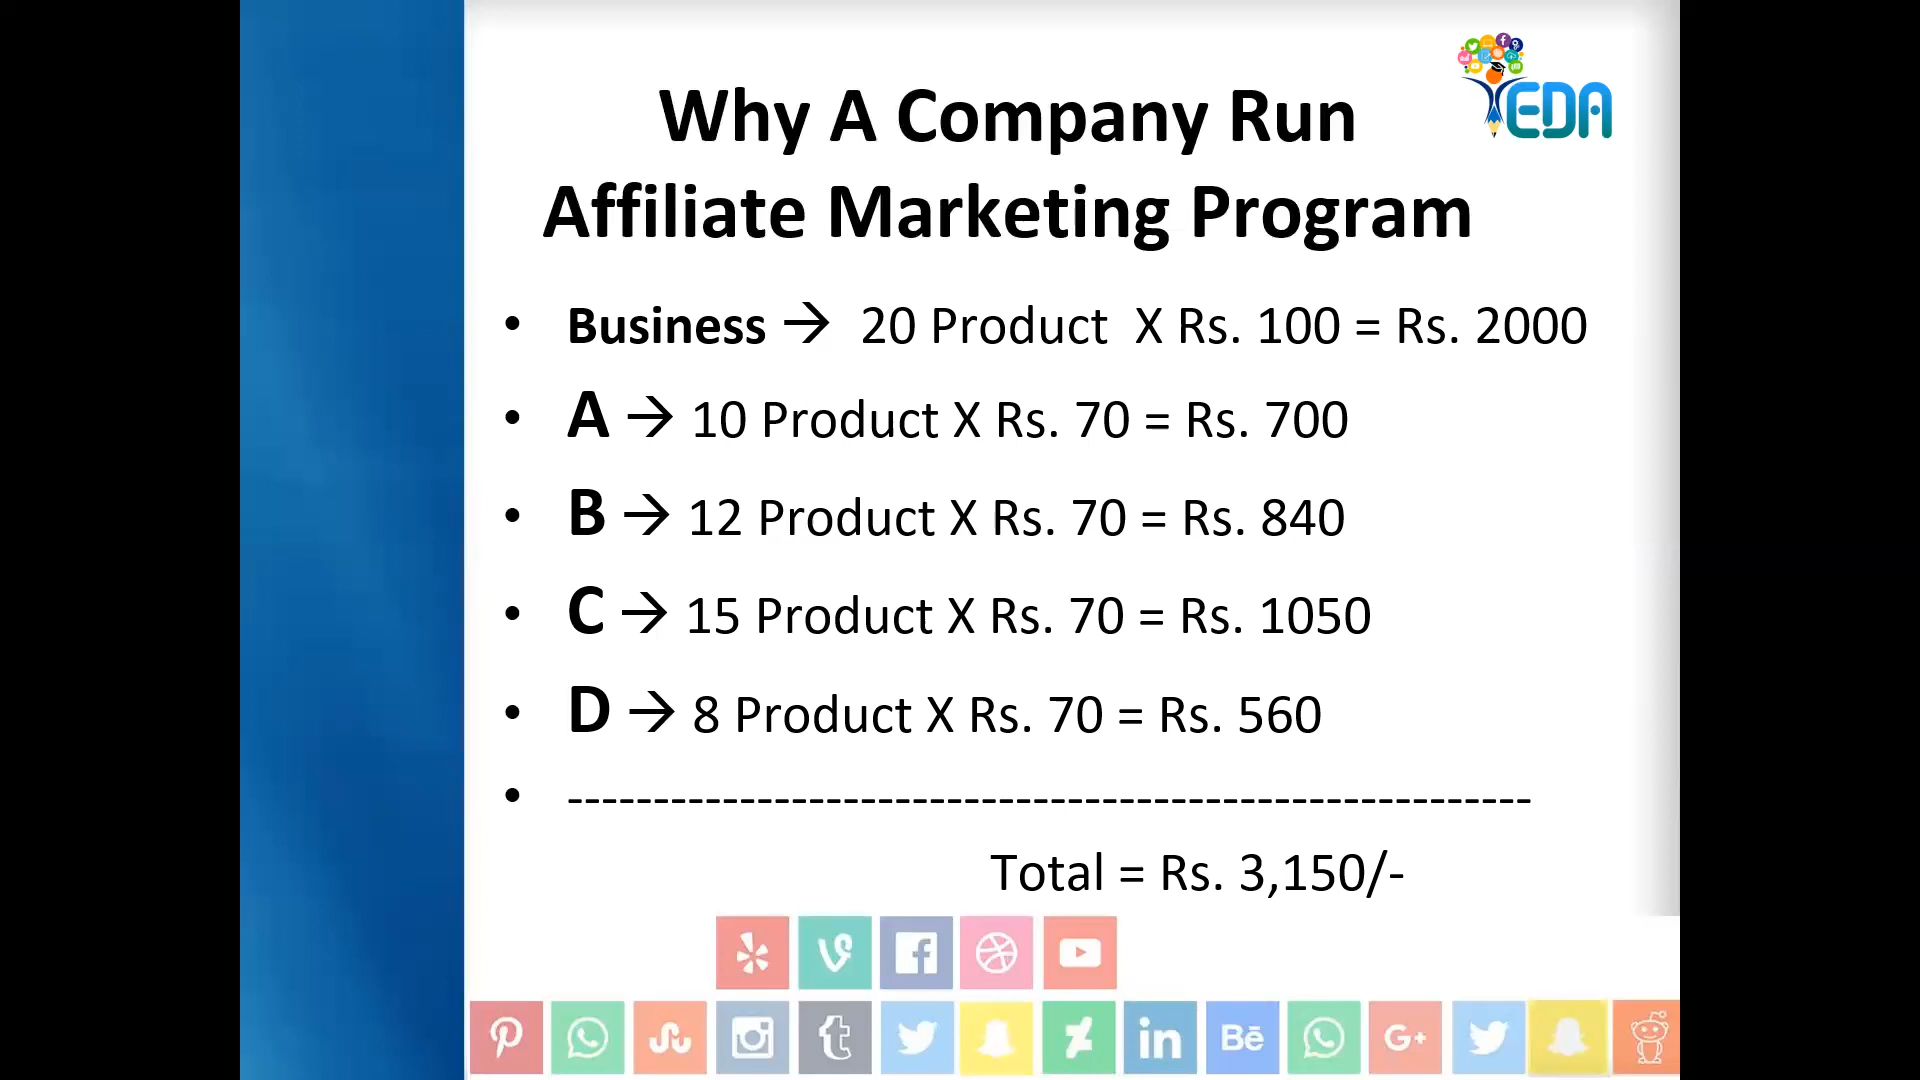 Why A Company Run
Affiliate Marketing Program
YEDA
• Business → 20 Product X Rs. 100 = Rs. 2000
• A → 10 Product X Rs. 70 = Rs. 700
• B → 12 Product X Rs. 70 = Rs. 840
• C → 15 Product X Rs. 70 = Rs. 1050
• D → 8 Product X Rs. 70 = Rs. 560
• --------------------------------------------------------
Total = Rs. 3,150/-
in
Bē
G+